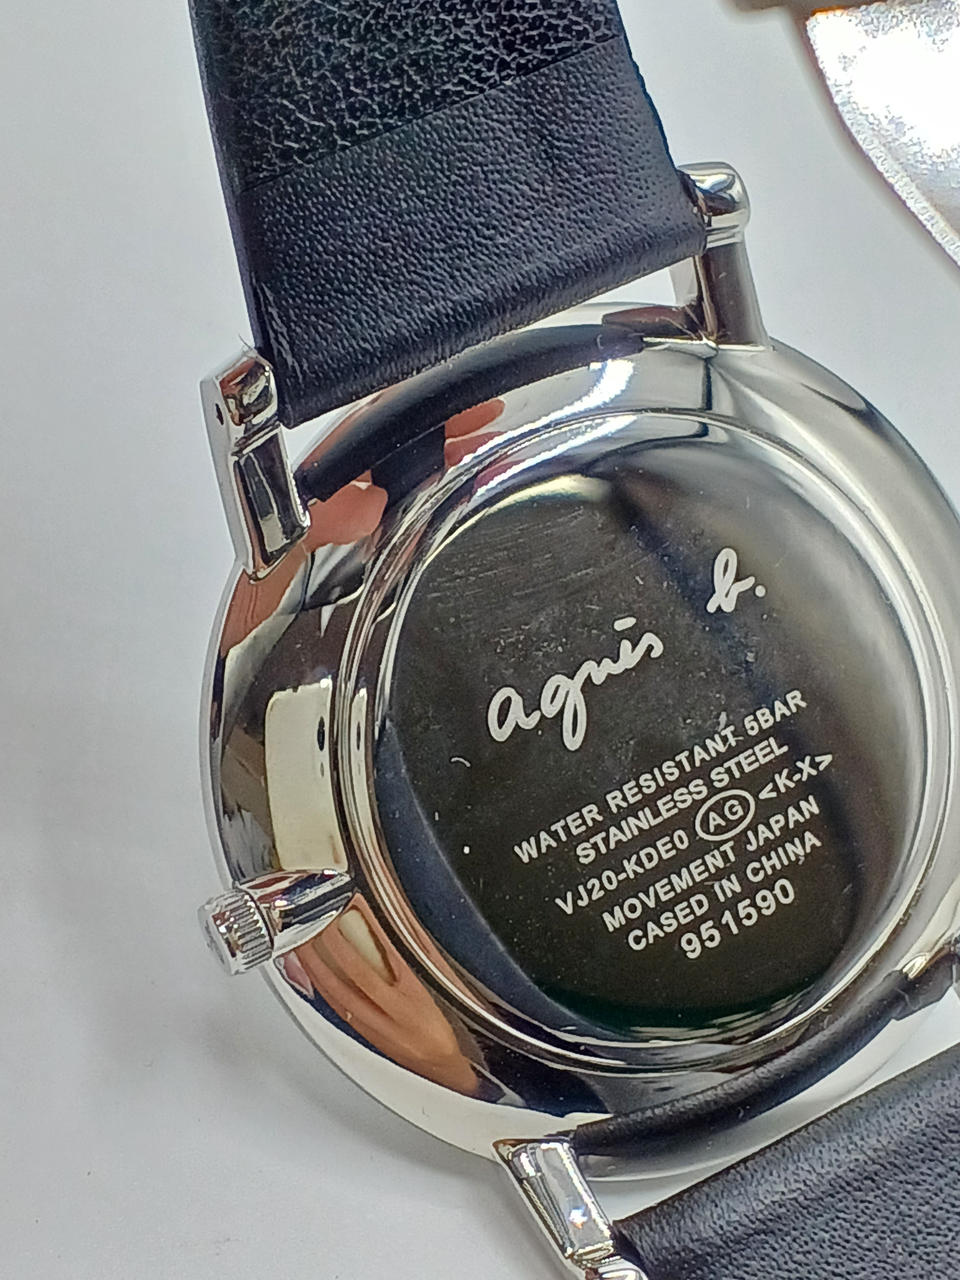 agnès b.
WATER RESISTANT 5BAR
STAINLESS STEEL
VJ20-KDE0 AG <K-X>
MOVEMENT JAPAN
CASED IN CHINA
951590